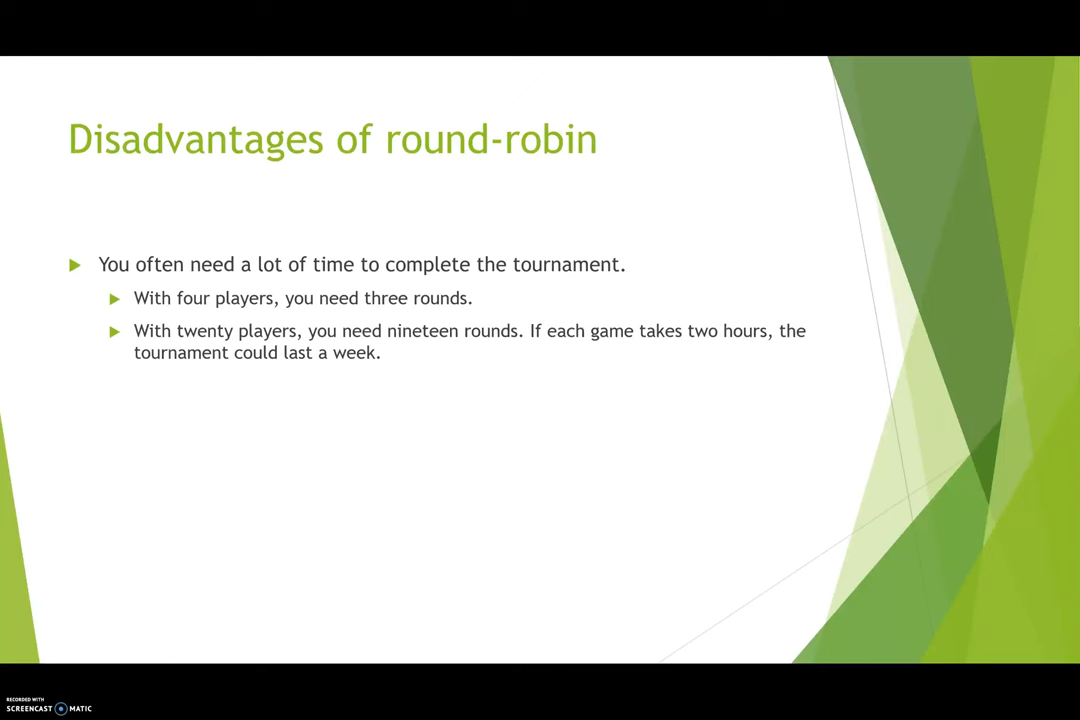 Disadvantages of round-robin
You often need a lot of time to complete the tournament.
With four players, you need three rounds.
With twenty players, you need nineteen rounds. If each game takes two hours, the
tournament could last a week.
RECORDED WITH
SCREENCAST MATIC